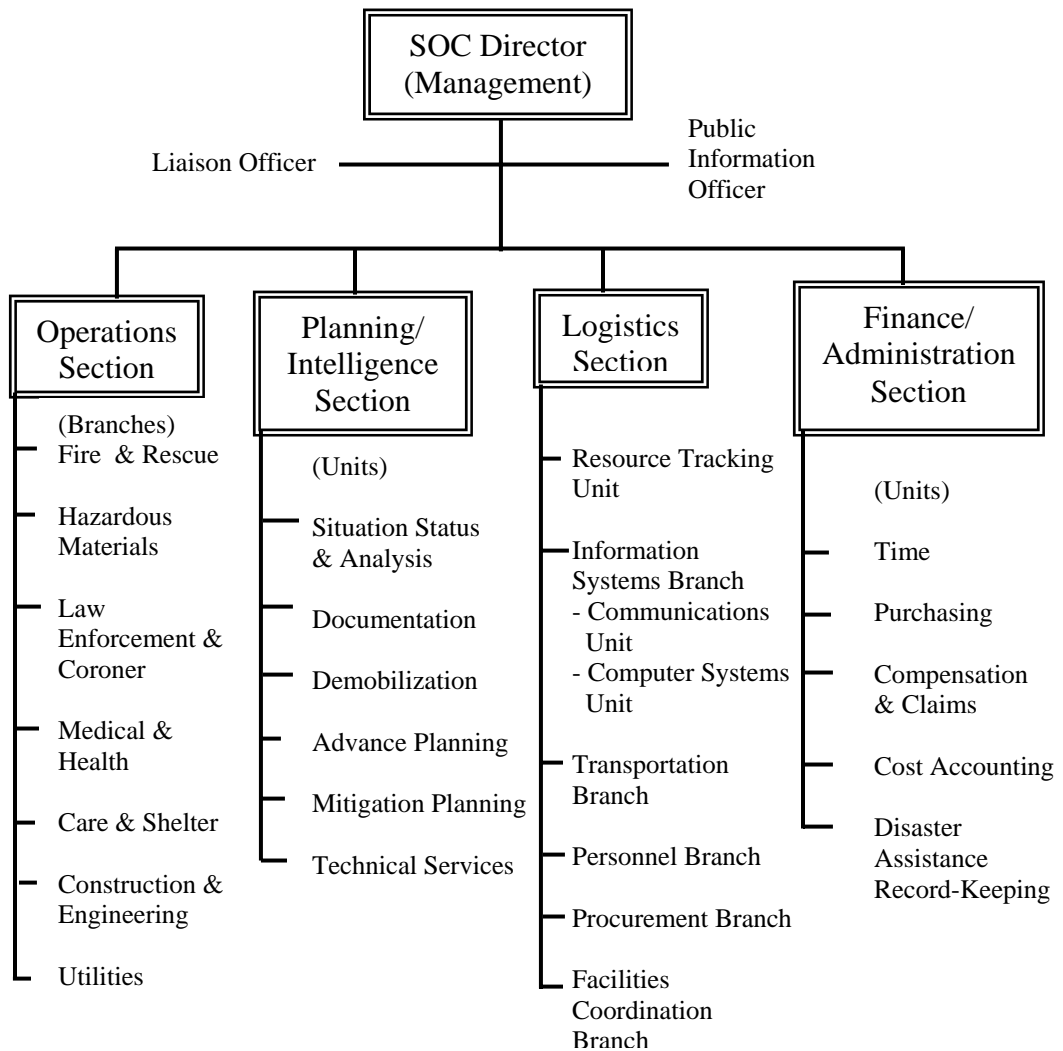 SOC Director
(Management)
Liaison Officer
Public
Information
Officer
Operations
Section
(Branches)
Fire & Rescue
Hazardous
Materials
Law
Enforcement &
Coroner
Medical &
Health
Care & Shelter
Construction &
Engineering
Utilities
Planning/
Intelligence
Section
(Units)
Situation Status
& Analysis
Documentation
Demobilization
Advance Planning
Mitigation Planning
Technical Services
Logistics
Section
Resource Tracking
Unit
Information
Systems Branch
- Communications
Unit
- Computer Systems
Unit
Transportation
Branch
Personnel Branch
Procurement Branch
Facilities
Coordination
Branch
Finance/
Administration
Section
(Units)
Time
Purchasing
Compensation
& Claims
Cost Accounting
Disaster
Assistance
Record-Keeping